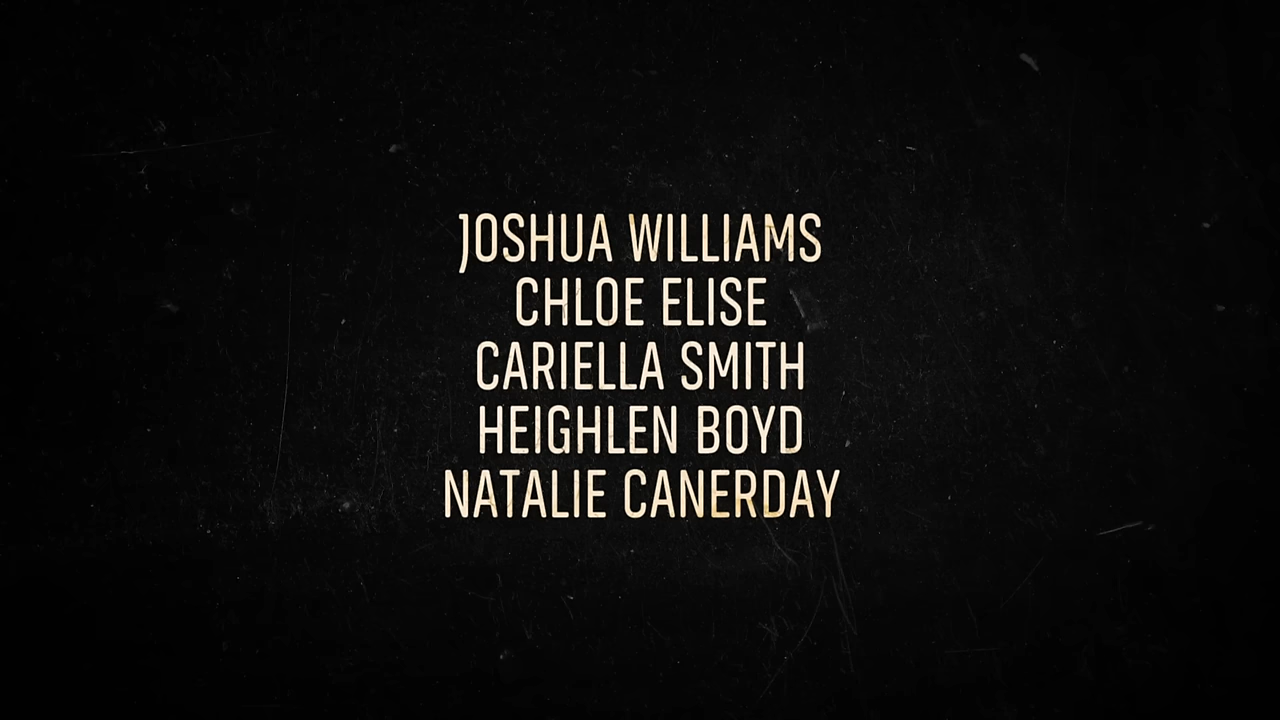 JOSHUA WILLIAMS
CHLOE ELISE
CARIELLA SMITH
HEIGHLEN BOYD
NATALIE CANERDAY